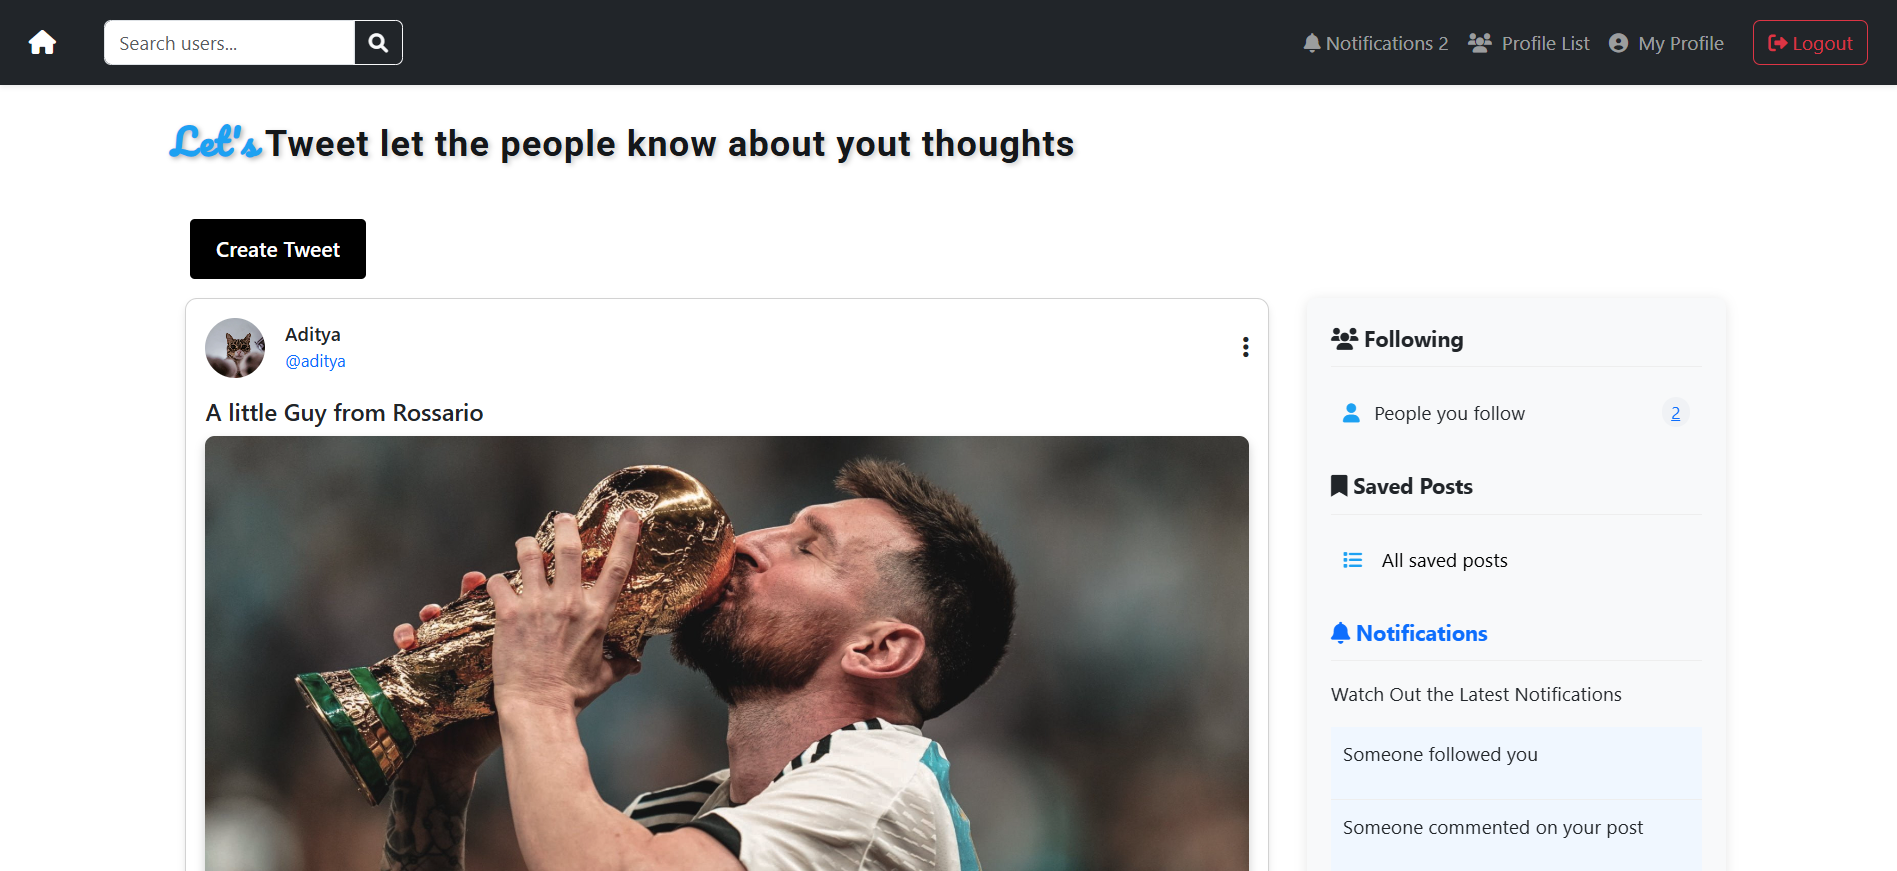 Search users...
Notifications 2
Profile List
My Profile
Logout
Let's Tweet let the people know about yout thoughts
Create Tweet
Aditya
@aditya
A little Guy from Rossario
Following
People you follow 2
Saved Posts
All saved posts
Notifications
Watch Out the Latest Notifications
Someone followed you
Someone commented on your post